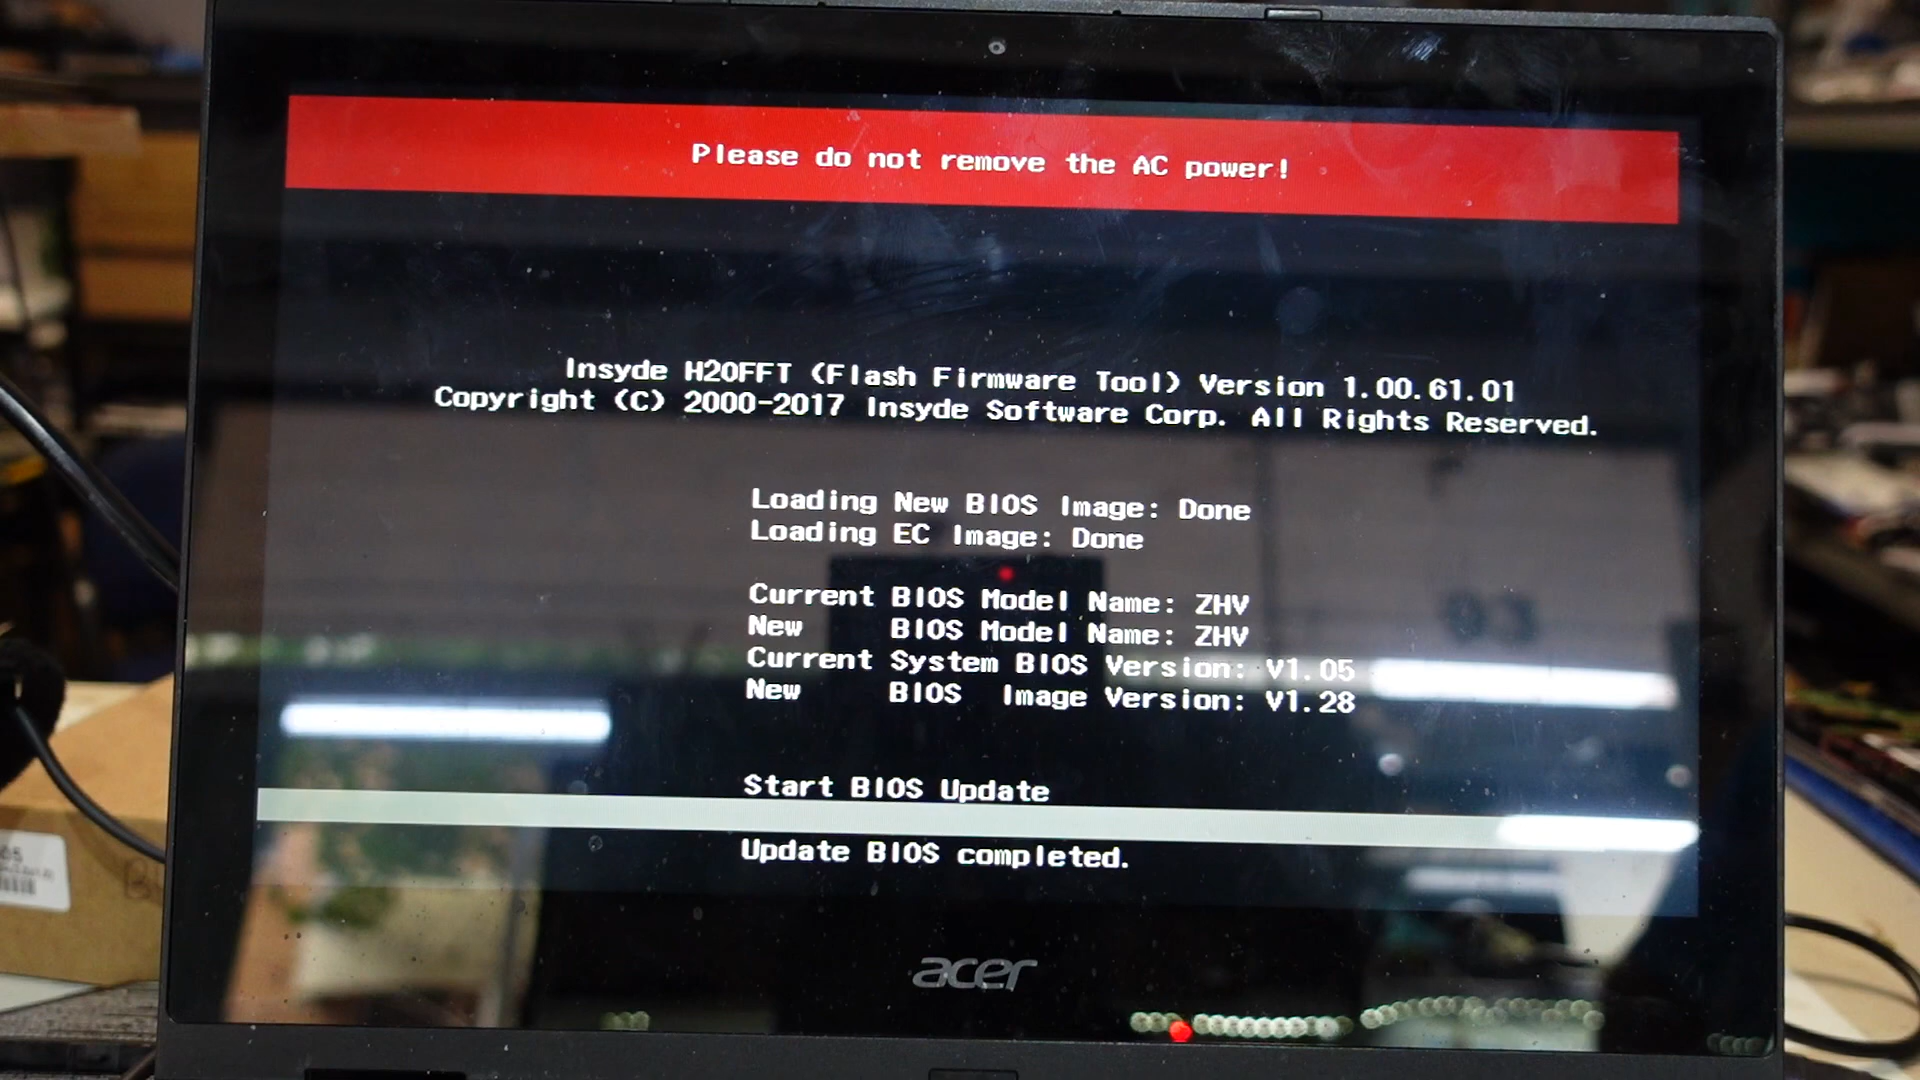 Please do not remove the AC power!
Insyde H2OFFT (Flash Firmware Tool) Version 1.00.61.01
Copyright (C) 2000-2017 Insyde Software Corp. All Rights Reserved.
Loading New BIOS Image: Done
Loading EC Image: Done
Current BIOS Model Name: ZHV
New BIOS Model Name: ZHV
Current System BIOS Version: V1.05
New BIOS Image Version: V1.28
Start BIOS Update
Update BIOS completed.
acer